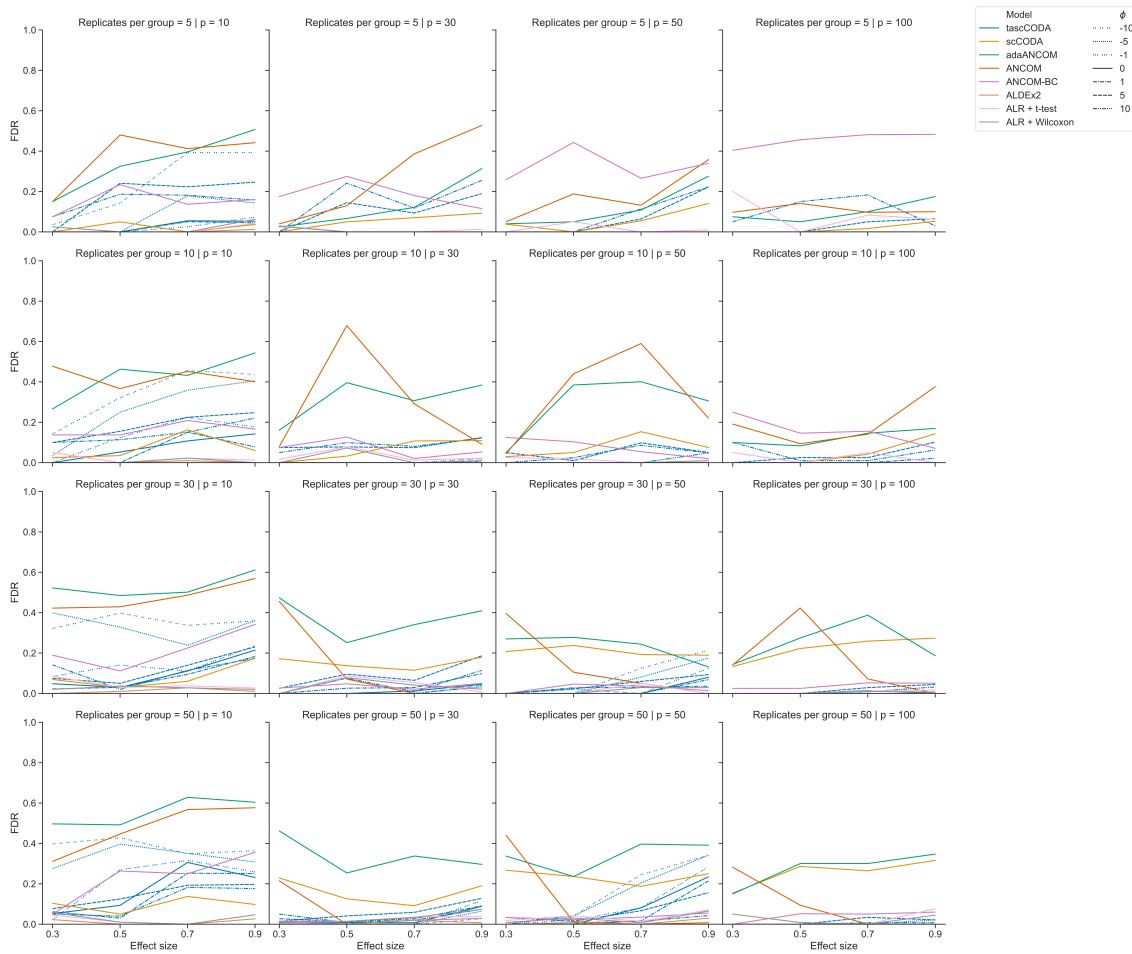 Replicates per group = 5 | p = 10
Replicates per group = 5 | p = 30
Replicates per group = 5 | p = 50
Replicates per group = 5 | p = 100
Model
tascCODA
scCODA
adaANCOM
ANCOM
ANCOM-BC
ALDEx2
ALR + t-test
ALR + Wilcoxon
ϕ
-10
-5
-1
0
1
5
10
1.0
0.8
0.6
0.4
0.2
0.0
FDR
Replicates per group = 10 | p = 10
Replicates per group = 10 | p = 30
Replicates per group = 10 | p = 50
Replicates per group = 10 | p = 100
1.0
0.8
0.6
0.4
0.2
0.0
FDR
Replicates per group = 30 | p = 10
Replicates per group = 30 | p = 30
Replicates per group = 30 | p = 50
Replicates per group = 30 | p = 100
1.0
0.8
0.6
0.4
0.2
0.0
FDR
Replicates per group = 50 | p = 10
Replicates per group = 50 | p = 30
Replicates per group = 50 | p = 50
Replicates per group = 50 | p = 100
1.0
0.8
0.6
0.4
0.2
0.0
FDR
0.3 0.5 0.7 0.9
Effect size
0.3 0.5 0.7 0.9
Effect size
0.3 0.5 0.7 0.9
Effect size
0.3 0.5 0.7 0.9
Effect size